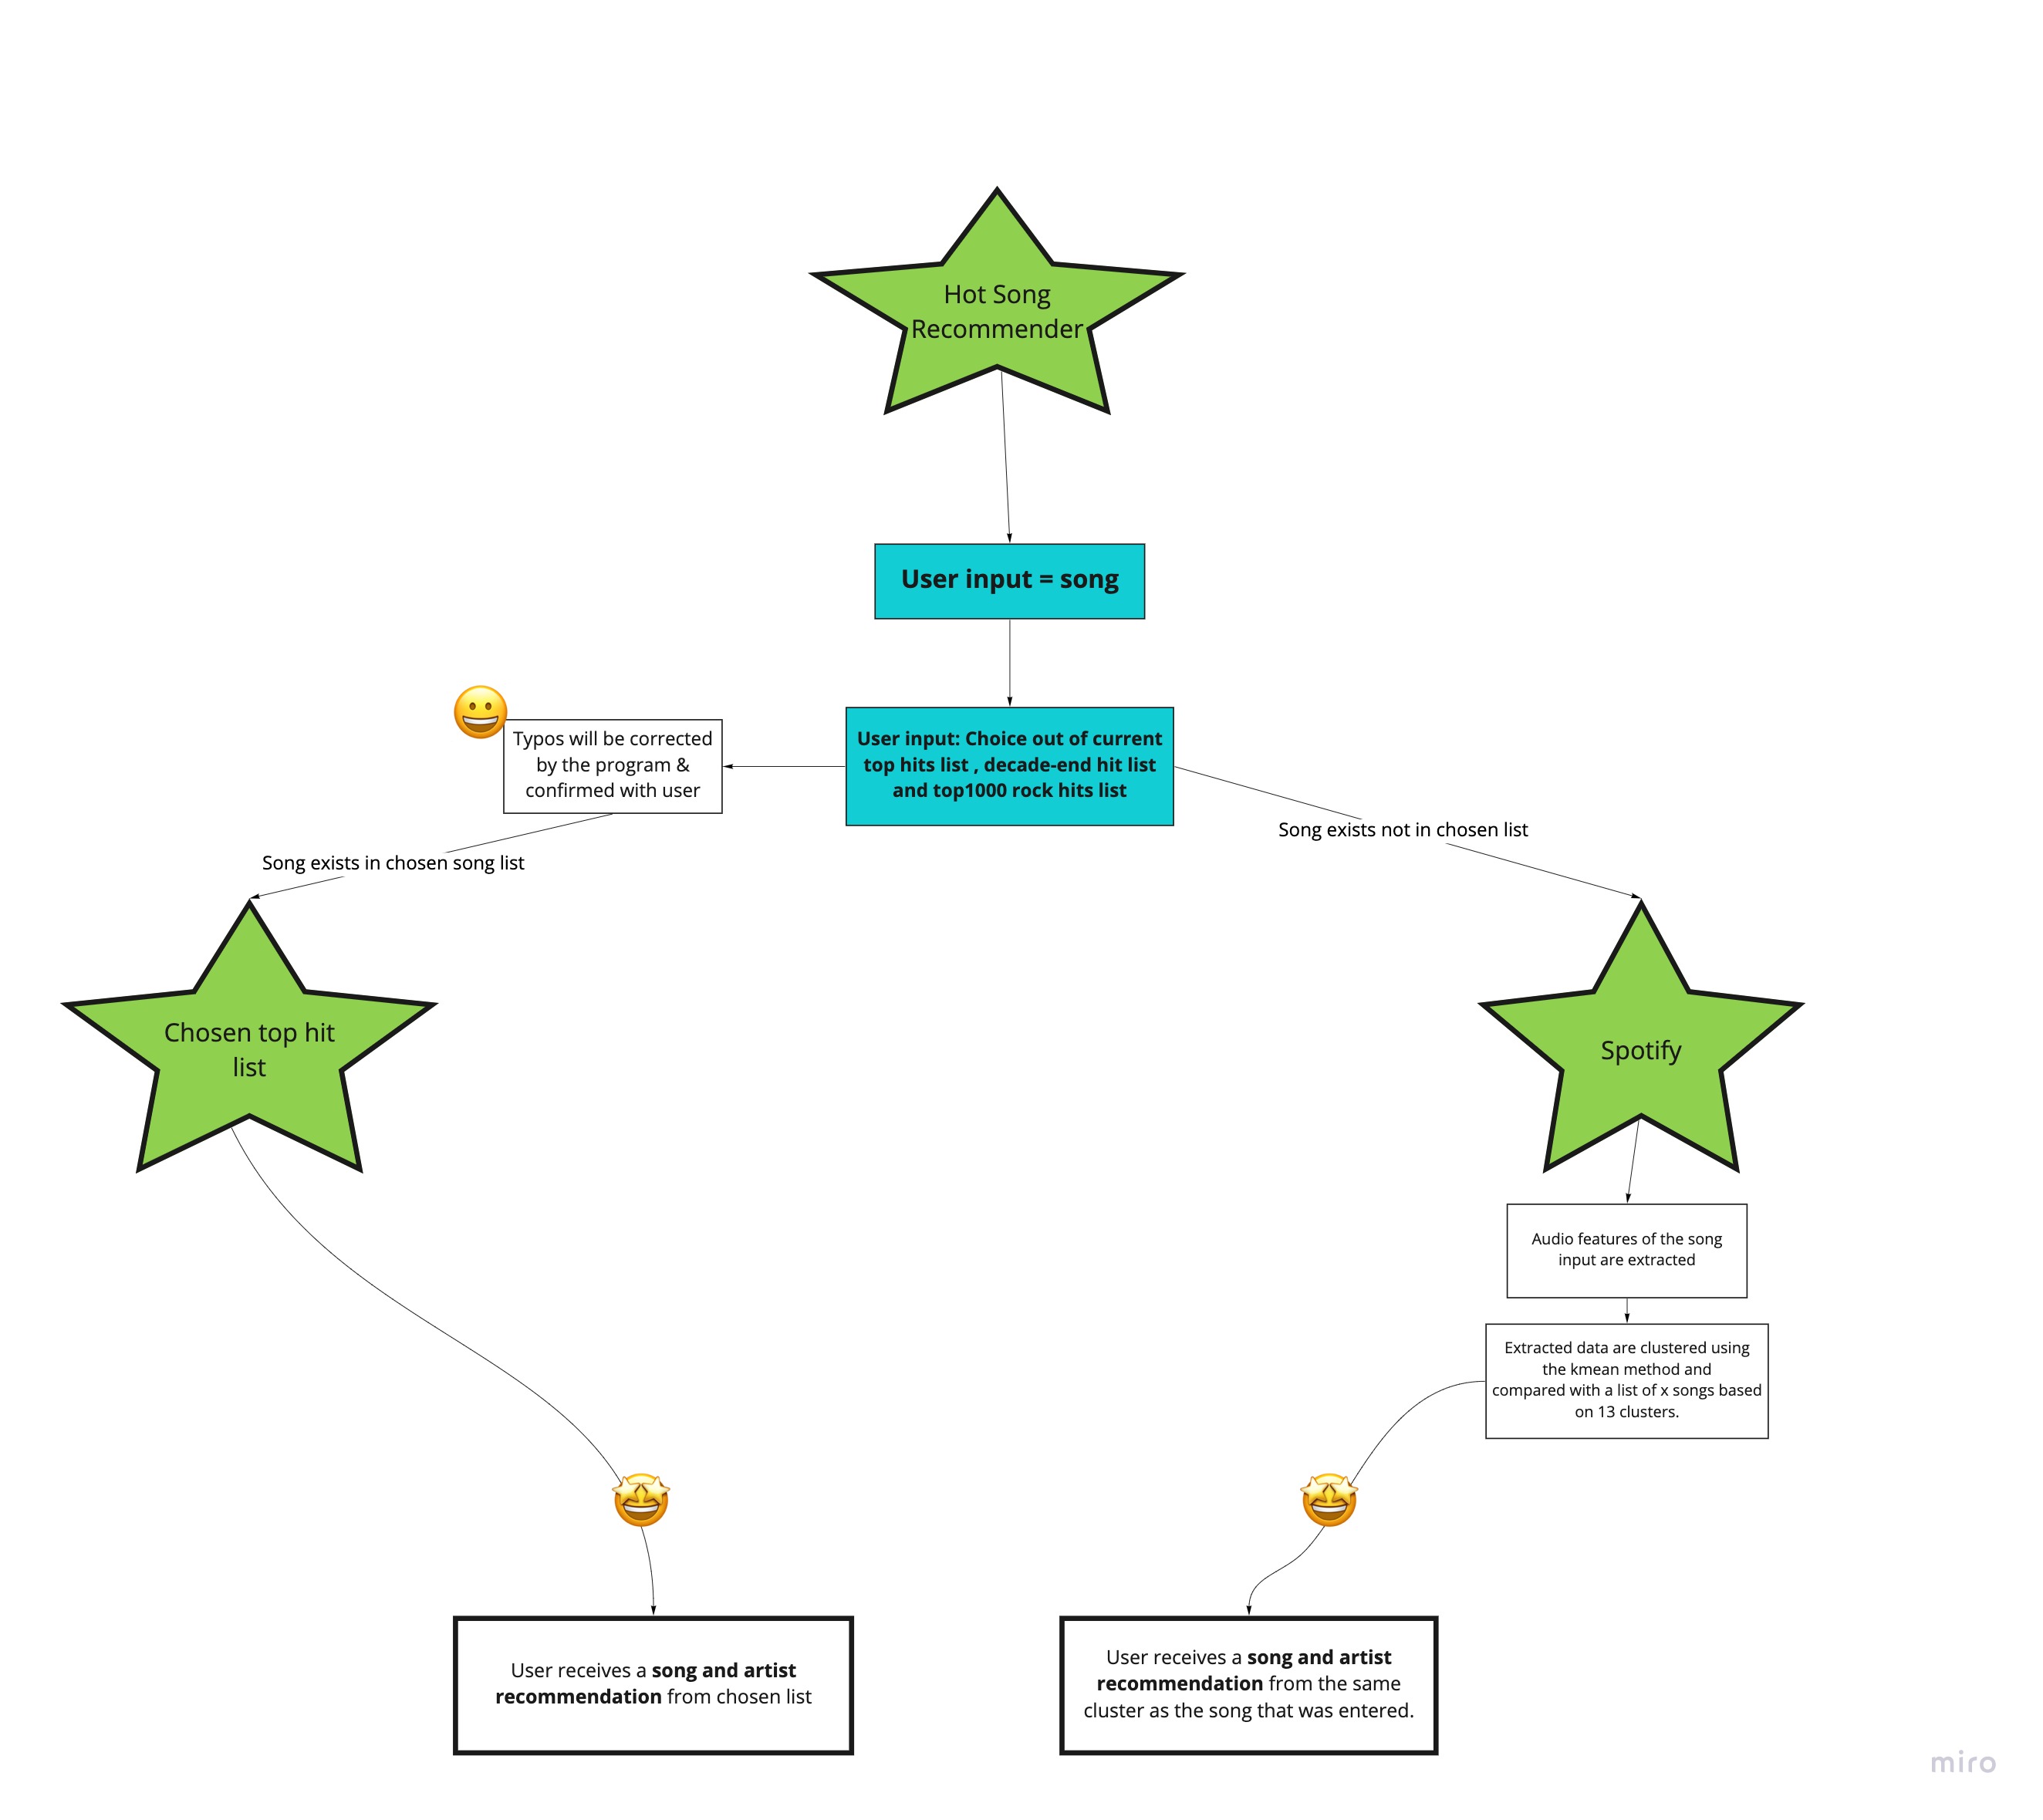 Hot Song
Recommender
User input = song
Typos will be corrected
by the program &
confirmed with user
User input: Choice out of current
top hits list , decade-end hit list
and top1000 rock hits list
Song exists not in chosen list
Song exists in chosen song list
Chosen top hit
list
Spotify
Audio features of the song
input are extracted
Extracted data are clustered using
the kmean method and
compared with a list of x songs based
on 13 clusters.
User receives a song and artist
recommendation from chosen list
User receives a song and artist
recommendation from the same
cluster as the song that was entered.
miro